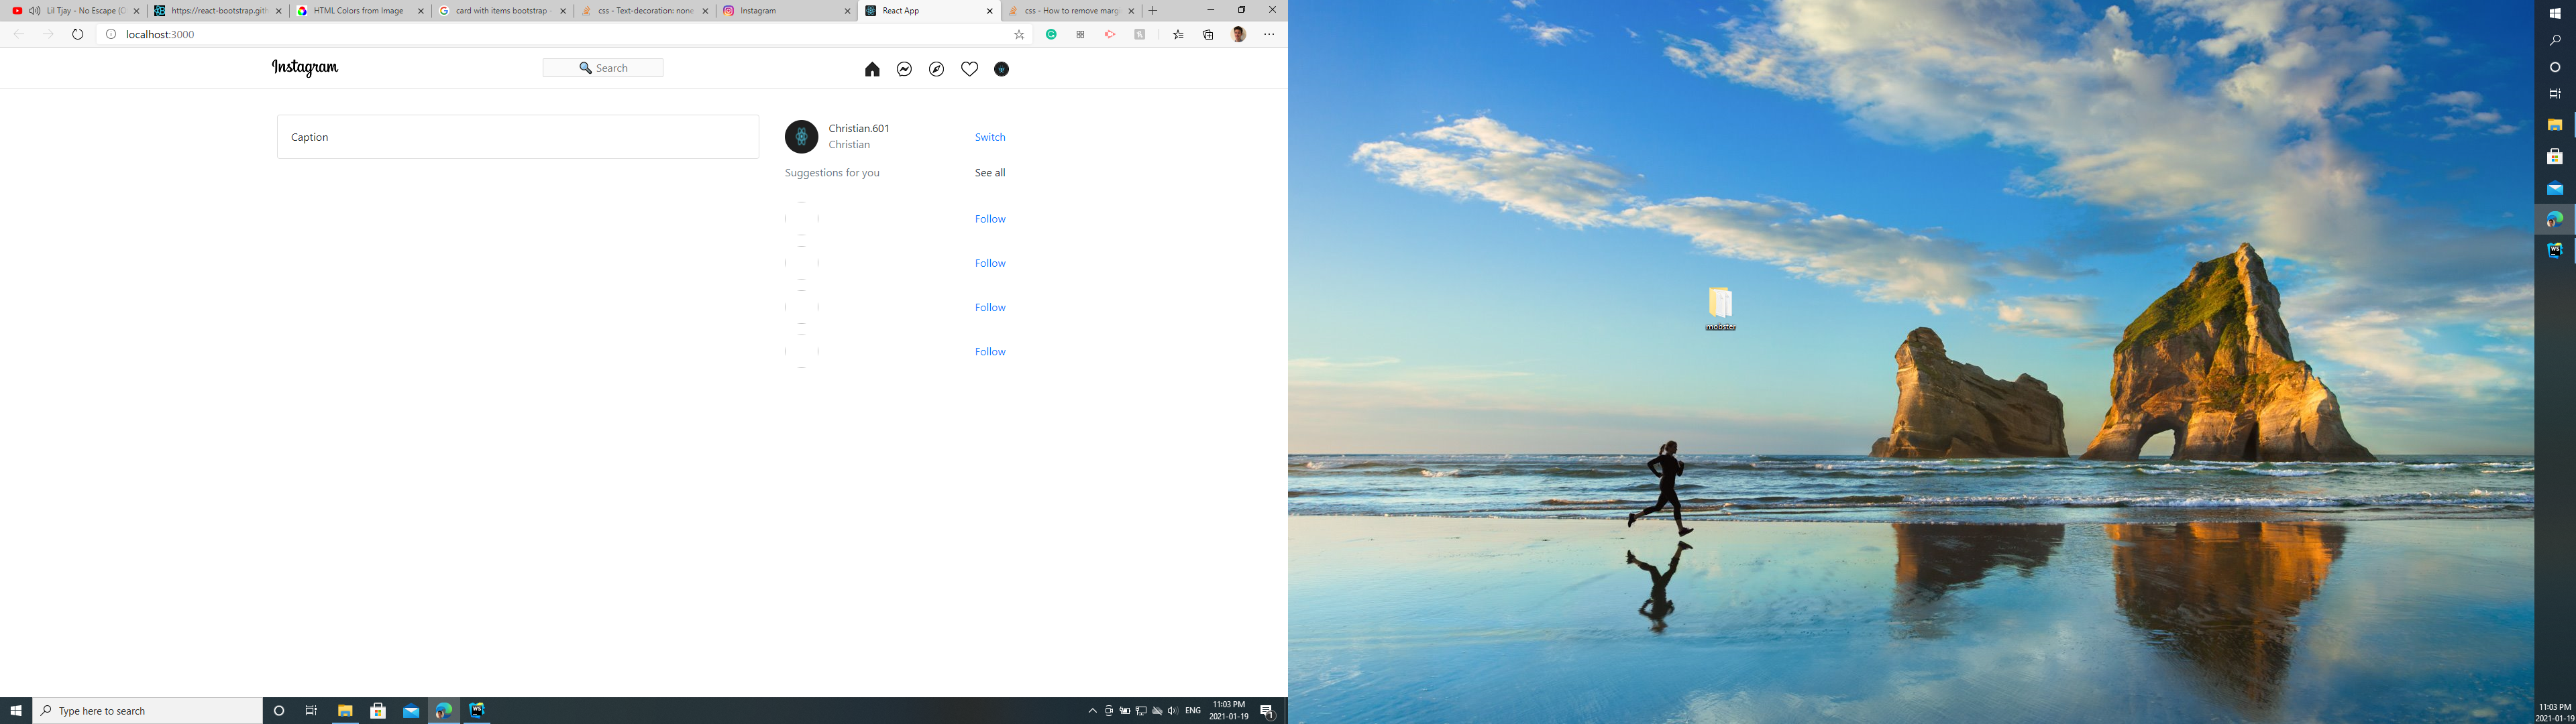 Lil Tjay - No Escape (O
https://react-bootstrap.gith
HTML Colors from Image
card with items bootstrap -
css - Text-decoration: none
Instagram
React App
css - How to remove marg
localhost:3000
Instagram
Search
Caption
Christian.601
Christian
Switch
Suggestions for you
See all
Follow
Follow
Follow
Follow
mobster
Type here to search
WS
ENG
11:03 PM
2021-01-19
1
WS
11:03 PM
2021-01-19